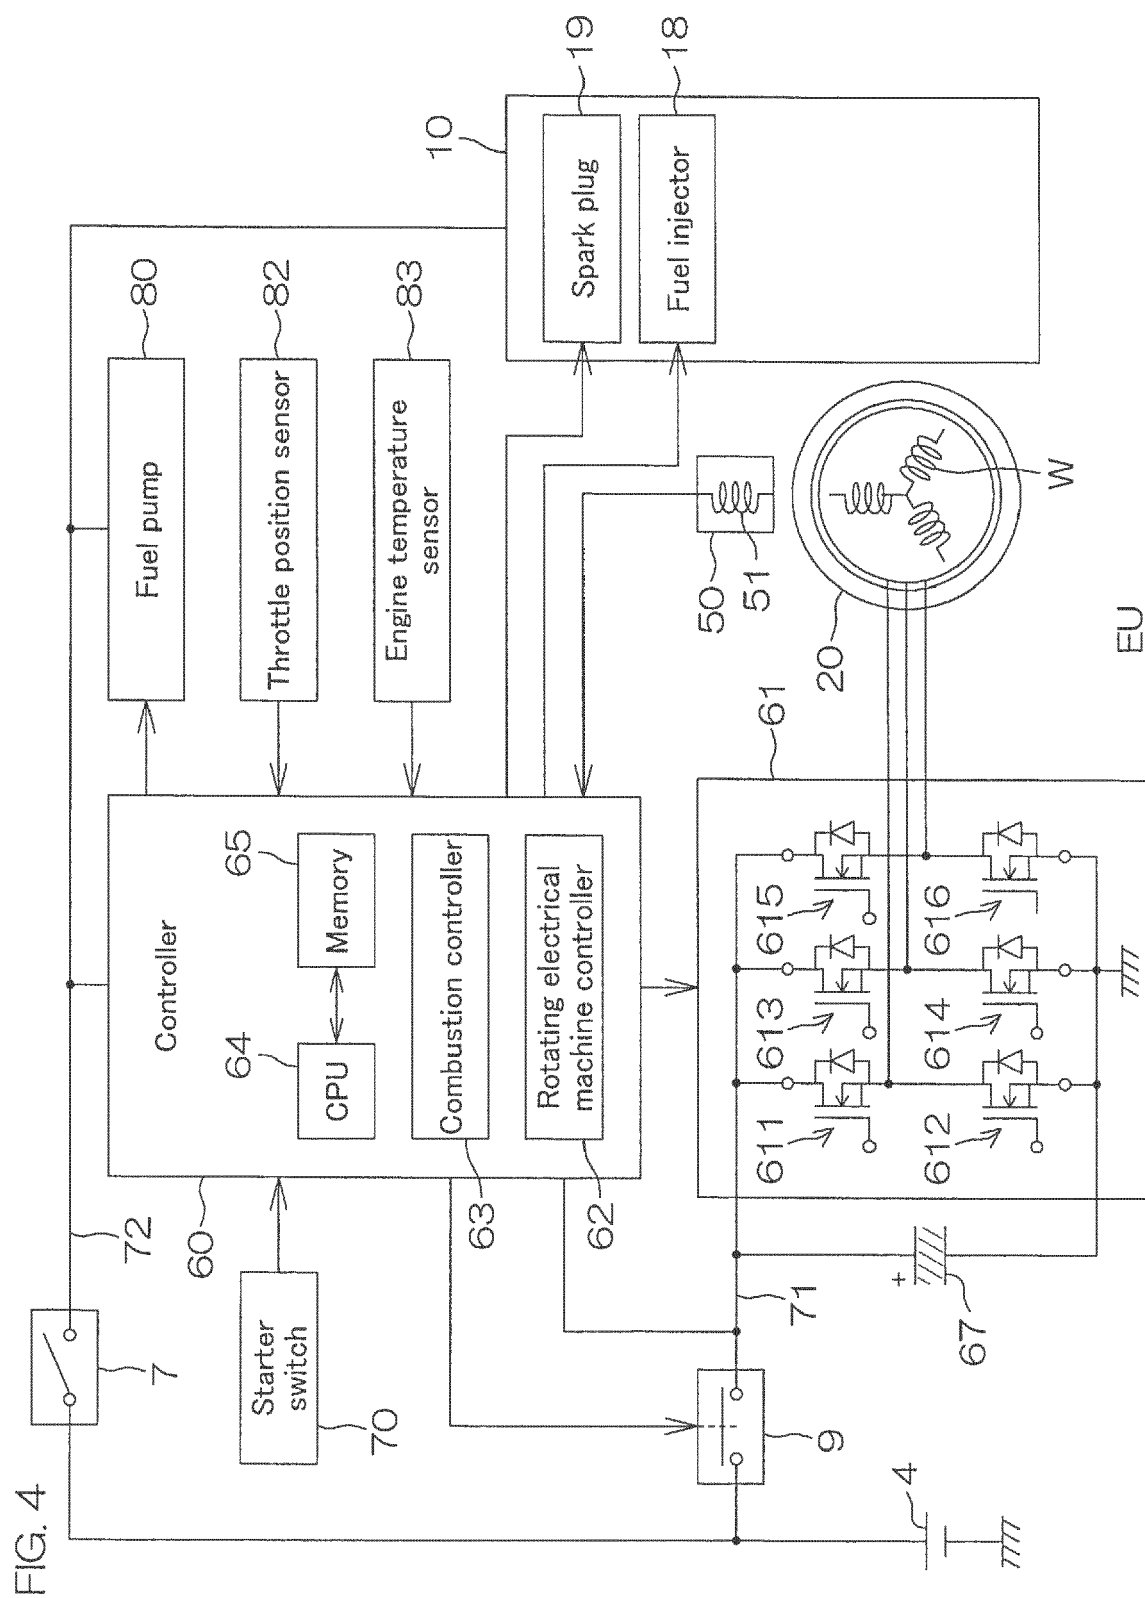 FIG. 4
7
72
Starter
switch
70
60
Controller
CPU
64
Memory
65
Combustion controller
63
Rotating electrical
machine controller
62
Fuel pump
80
Throttle position sensor
82
Engine temperature
sensor
83
10
Spark plug
19
Fuel injector
18
50
51
20
W
61
611
613
615
612
614
616
71
67
+
9
4
EU